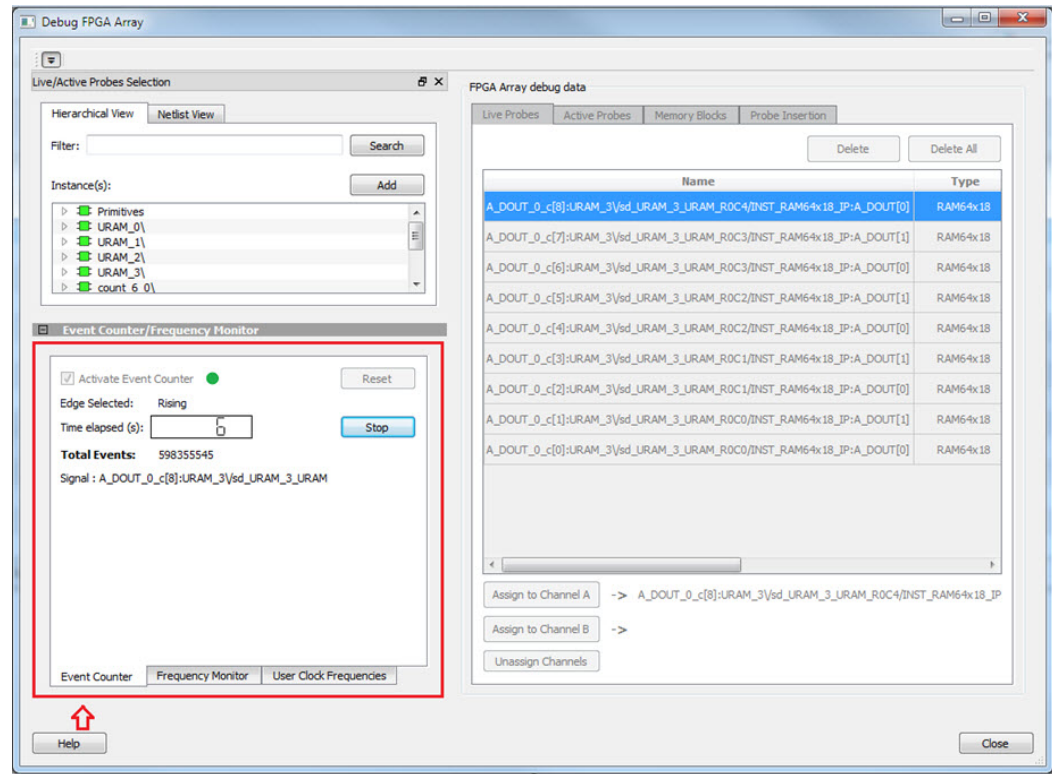 Debug FPGA Array
Live/Active Probes Selection
Hierarchical View
Netlist View
Filter:
Search
Instance(s):
Add
Primitives
URAM_0\
URAM_1\
URAM_2\
URAM_3\
count_6_0\
Event Counter/Frequency Monitor
Activate Event Counter
Reset
Edge Selected: Rising
Time elapsed (s): 6
Stop
Total Events: 598355545
Signal : A_DOUT_0_c[8]:URAM_3\/sd_URAM_3_URAM
Event Counter
Frequency Monitor
User Clock Frequencies
Help
FPGA Array debug data
Live Probes
Active Probes
Memory Blocks
Probe Insertion
Delete
Delete All
Name Type
A_DOUT_0_c[8]:URAM_3\/sd_URAM_3_URAM_R0C4/INST_RAM64x18_IP:A_DOUT[0] RAM64x18
A_DOUT_0_c[7]:URAM_3\/sd_URAM_3_URAM_R0C3/INST_RAM64x18_IP:A_DOUT[1] RAM64x18
A_DOUT_0_c[6]:URAM_3\/sd_URAM_3_URAM_R0C3/INST_RAM64x18_IP:A_DOUT[0] RAM64x18
A_DOUT_0_c[5]:URAM_3\/sd_URAM_3_URAM_R0C2/INST_RAM64x18_IP:A_DOUT[1] RAM64x18
A_DOUT_0_c[4]:URAM_3\/sd_URAM_3_URAM_R0C2/INST_RAM64x18_IP:A_DOUT[0] RAM64x18
A_DOUT_0_c[3]:URAM_3\/sd_URAM_3_URAM_R0C1/INST_RAM64x18_IP:A_DOUT[1] RAM64x18
A_DOUT_0_c[2]:URAM_3\/sd_URAM_3_URAM_R0C1/INST_RAM64x18_IP:A_DOUT[0] RAM64x18
A_DOUT_0_c[1]:URAM_3\/sd_URAM_3_URAM_R0C0/INST_RAM64x18_IP:A_DOUT[1] RAM64x18
A_DOUT_0_c[0]:URAM_3\/sd_URAM_3_URAM_R0C0/INST_RAM64x18_IP:A_DOUT[0] RAM64x18
Assign to Channel A -> A_DOUT_0_c[8]:URAM_3\/sd_URAM_3_URAM_R0C4/INST_RAM64x18_IP
Assign to Channel B ->
Unassign Channels
Close